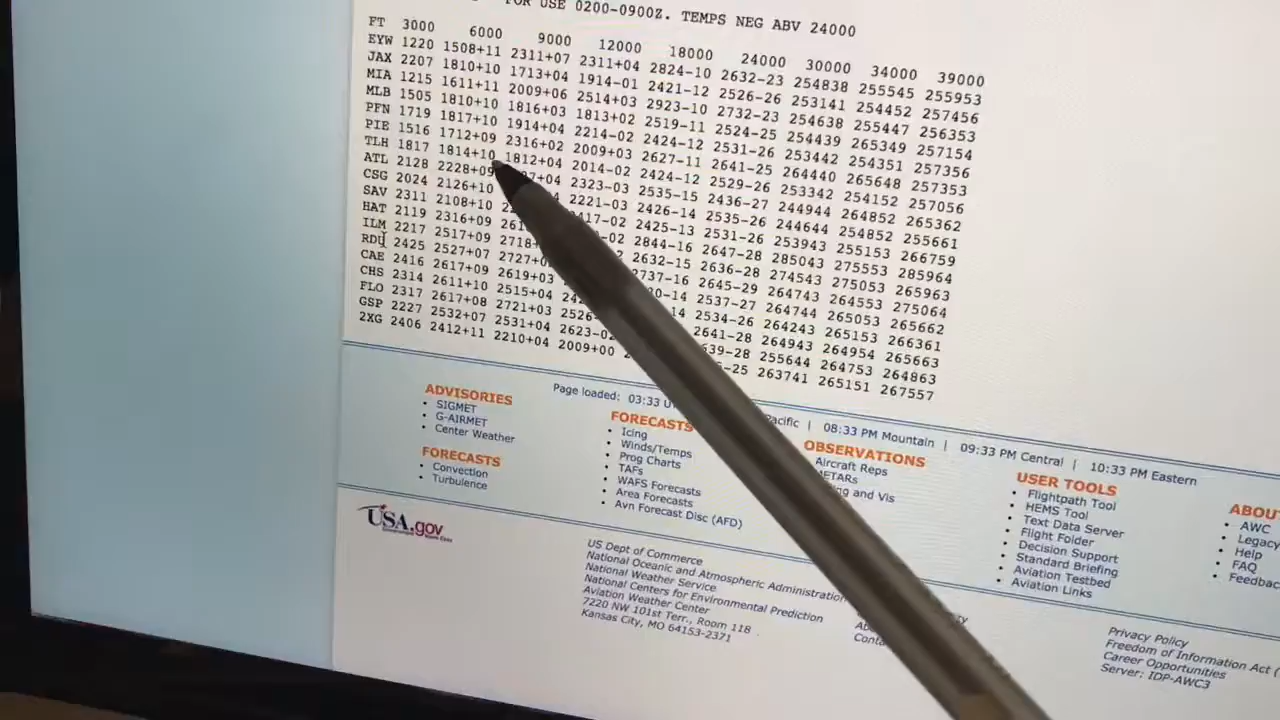 FOR USE 0200-0900Z. TEMPS NEG ABV 24000
FT 3000 6000 9000 12000 18000 24000 30000 34000 39000
EYW 1220 1508+11 2311+07 2311+04 2824-10 2632-23 254838 255545 255953
JAX 2207 1810+10 1713+04 1914-01 2421-12 2526-26 253141 254452 257456
MIA 1215 1611+11 2009+06 2514+03 2923-10 2732-23 254638 255447 256353
MLB 1505 1810+10 1816+03 1813+02 2519-11 2524-25 254439 265349 257154
PFN 1719 1817+10 1914+04 2214-02 2424-12 2531-26 253442 254351 257356
PIE 1516 1712+09 2316+02 2009+03 2627-11 2641-25 264440 265648 257353
TLH 1817 1814+10 1812+04 2014-02 2424-12 2529-26 253342 254152 257056
ATL 2128 2228+09 2323-03 2535-15 2436-27 244944 264852 265362
CSG 2024 2126+10 2221-03 2426-14 2535-26 244644 254852 255661
SAV 2311 2108+10 2425-13 2531-26 253943 255153 266759
HAT 2119 2316+09 2844-16 2647-28 285043 275553 285964
ILM 2217 2517+09 2632-15 2636-28 274543 275053 265963
RDU 2425 2527+07 2737-16 2645-29 264743 264553 275064
CAE 2416 2617+09 2619+03 2537-27 264744 265053 265662
CHS 2314 2611+10 2515+04 2534-26 264243 265153 266361
FLO 2317 2617+08 2721+03 2641-28 264943 264954 265663
GSP 2227 2532+07 2531+04 255644 264753 264863
2XG 2406 2412+11 2210+04 2009+00 263741 265151 267557
Page loaded: 03:33 Pacific | 08:33 PM Mountain | 09:33 PM Central | 10:33 PM Eastern
ADVISORIES
SIGMET
G-AIRMET
Center Weather
FORECASTS
Convection
Turbulence
FORECASTS
Icing
Winds/Temps
Prog Charts
TAFs
WAFS Forecasts
Area Forecasts
Avn Forecast Disc (AFD)
OBSERVATIONS
Aircraft Reps
and Vis
USER TOOLS
Flightpath Tool
HEMS Tool
Text Data Server
Flight Folder
Decision Support
Standard Briefing
Aviation Testbed
Aviation Links
AWC
Legacy
Help
FAQ
USA.gov
US Dept of Commerce
National Oceanic and Atmospheric Administration
National Weather Service
National Centers for Environmental Prediction
Aviation Weather Center
7220 NW 101st Terr., Room 118
Kansas City, MO 64153-2371
Privacy Policy
Freedom of Information Act (
Career Opportunities
Server: IDP-AWC3